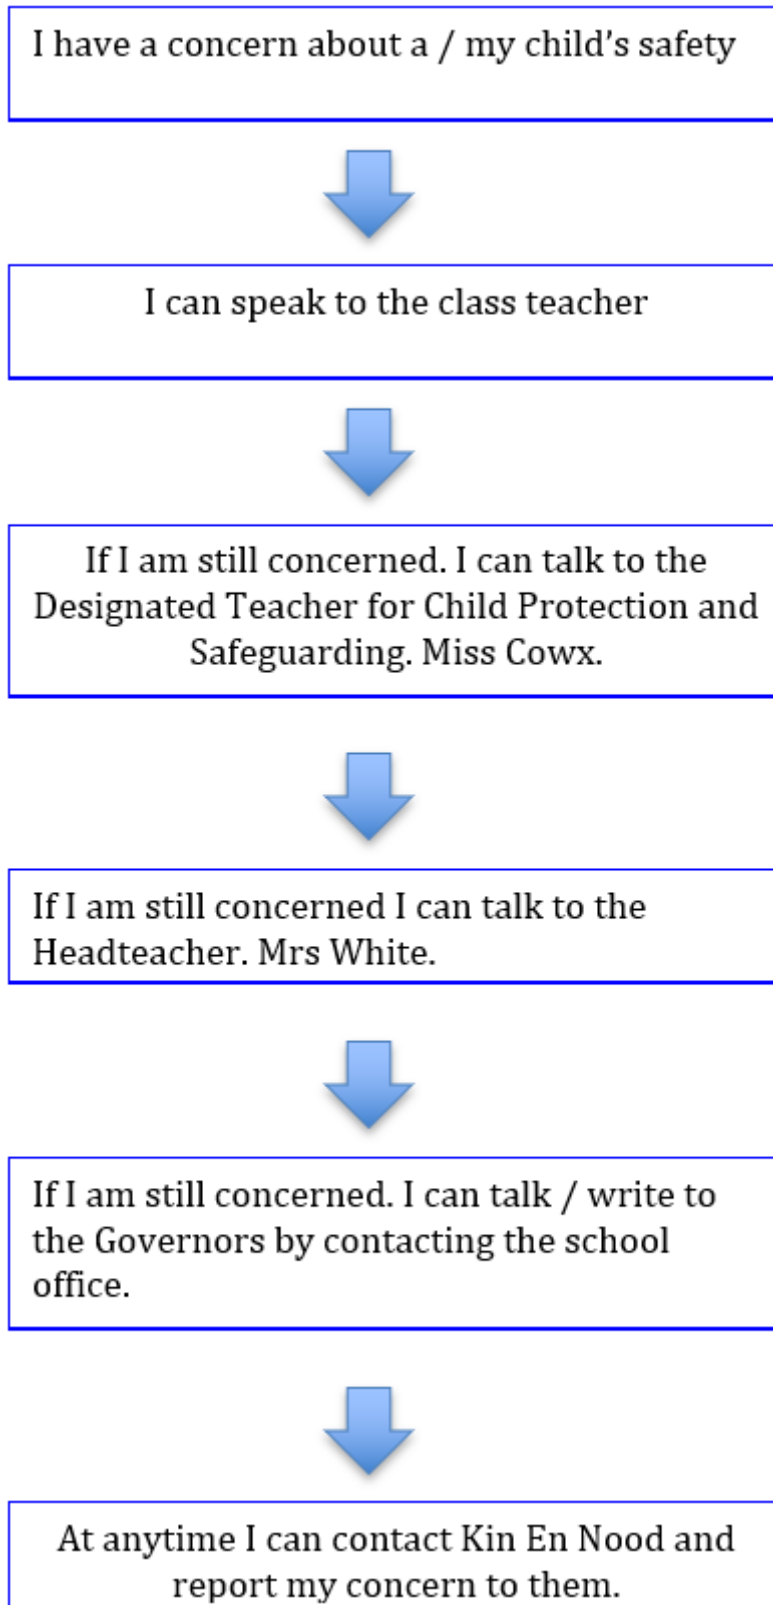 I have a concern about a / my child's safety
I can speak to the class teacher
If I am still concerned. I can talk to the
Designated Teacher for Child Protection and
Safeguarding. Miss Cowx.
If I am still concerned I can talk to the
Headteacher. Mrs White.
If I am still concerned. I can talk / write to
the Governors by contacting the school
office.
At anytime I can contact Kin En Nood and
report my concern to them.